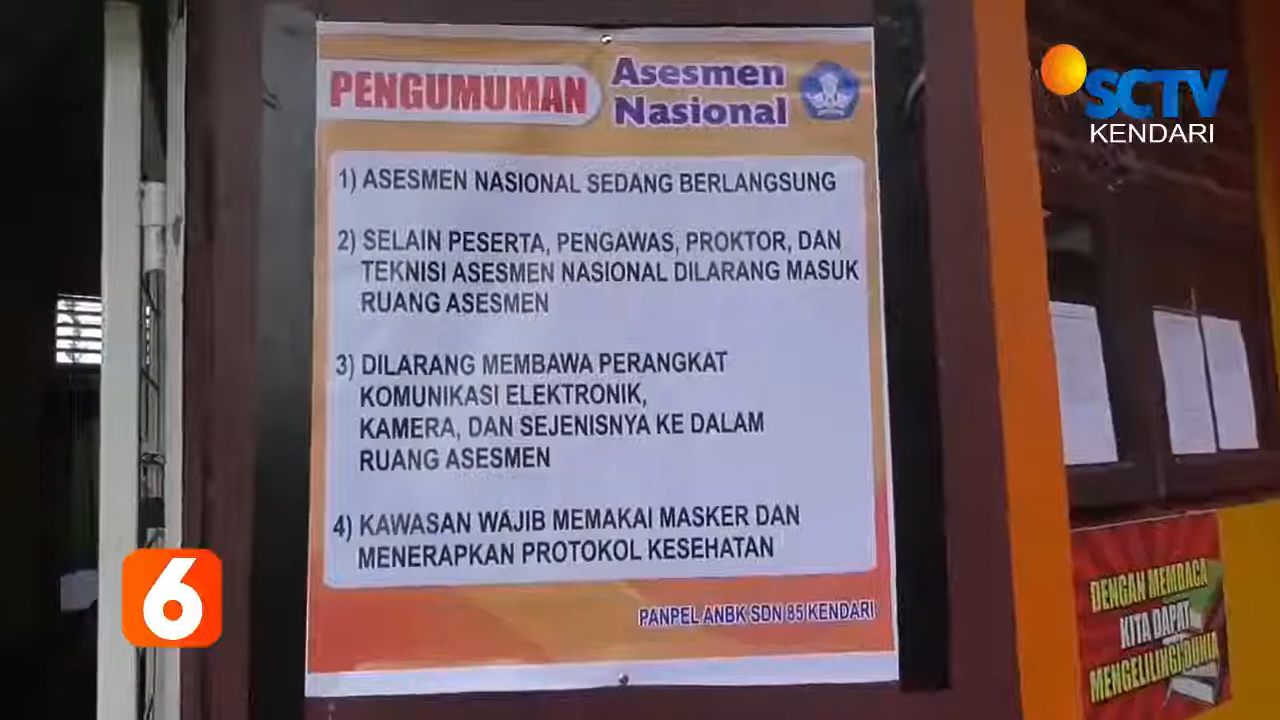 PENGUMUMAN
Asesmen
Nasional
1) ASESMEN NASIONAL SEDANG BERLANGSUNG
2) SELAIN PESERTA, PENGAWAS, PROKTOR, DAN
TEKNISI ASESMEN NASIONAL DILARANG MASUK
RUANG ASESMEN
3) DILARANG MEMBAWA PERANGKAT
KOMUNIKASI ELEKTRONIK,
KAMERA, DAN SEJENISNYA KE DALAM
RUANG ASESMEN
4) KAWASAN WAJIB MEMAKAI MASKER DAN
MENERAPKAN PROTOKOL KESEHATAN
PANPEL ANBK SDN 85 KENDARI
SCTV
KENDARI
6
DENGAN MEMBACA
KITA DAPAT
MENGELILINGI DUNIA